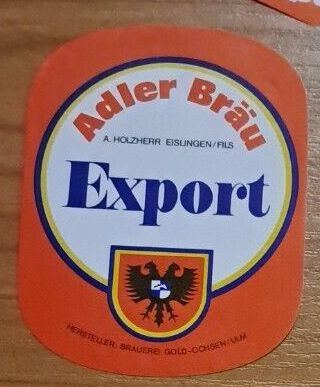 Adler Bräu
A. HOLZHERR EISLINGEN/FILS
Export
HERSTELLER: BRAUEREI GOLD-OCHSEN/ULM